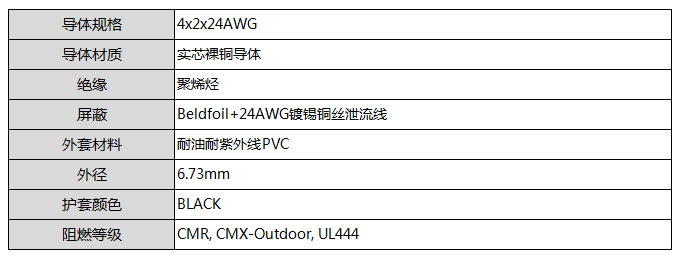 导体规格 4x2x24AWG
导体材质 实芯裸铜导体
绝缘 聚烯烃
屏蔽 Beldfoil+24AWG镀锡铜丝泄流线
外套材料 耐油耐紫外线PVC
外径 6.73mm
护套颜色 BLACK
阻燃等级 CMR, CMX-Outdoor, UL444